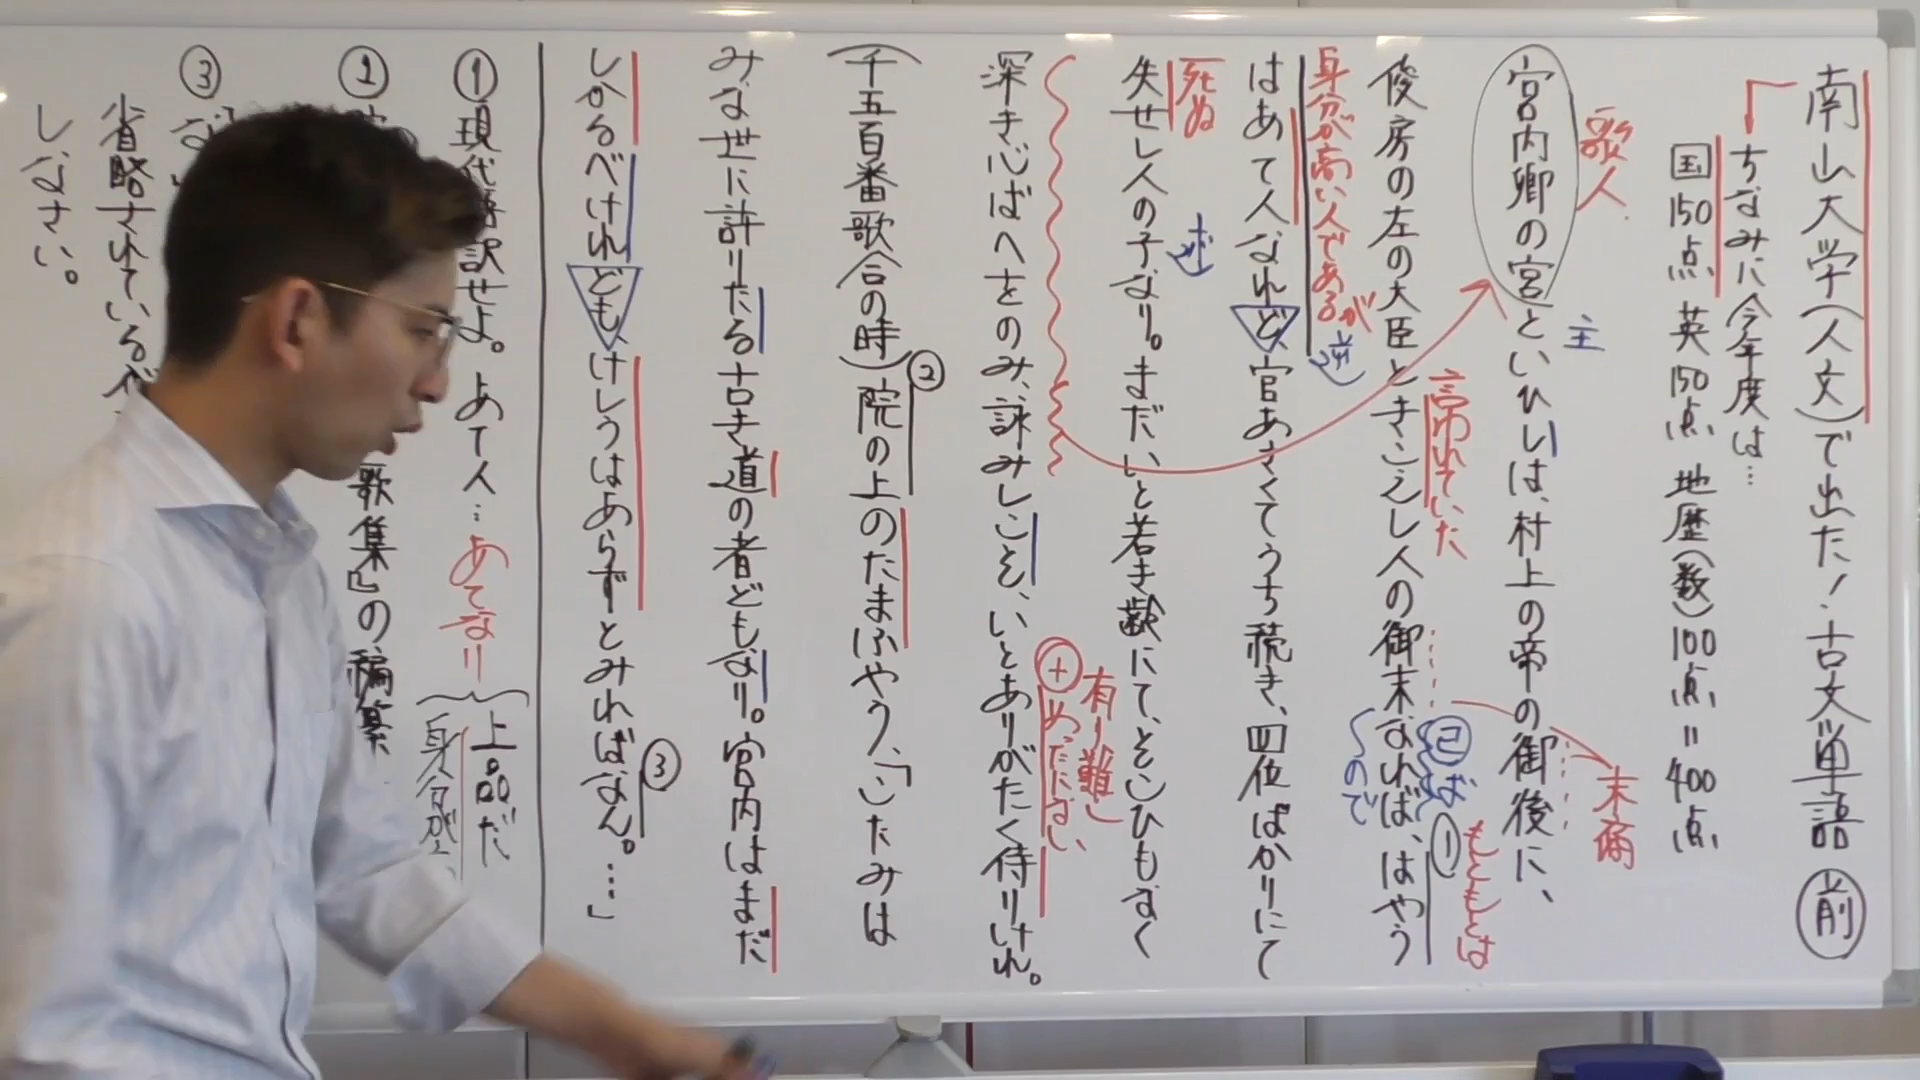 南山大学(人文)で出た!古文単語 前
ちなみに今年度は…
国150点 英150点 地歴(数)100点=400点
歌人
宮内卿の宮といひしは、村上の帝の御後に、
主
末裔
俊房の左の大臣ときこえし人の御末なれば、はやう
言われていた
已ば
〜ので
①
もともとは
身分が高い人であるが
逆
はあて人なれど、官あさくてうち続き、四位ばかりにて
失せし人の子なり。まだいと若き齢にて、そこひもなく
死ぬ
深き心ばへをのみ詠みしこそ、いとありがたく侍りけれ。
有り難し
+
めったにない
(千五百番歌合の時)院の上のたまふやう、「こたみは
②
みな世に許りたる古き道の者どもなり。宮内はまだ
しかるべけれども、けしうはあらずとみればなん。…」
③
① 現代語訳せよ。あて人…あてなり
上品だ
身分が
②
歌集』の編纂
③ な
省略されている
しなさい。